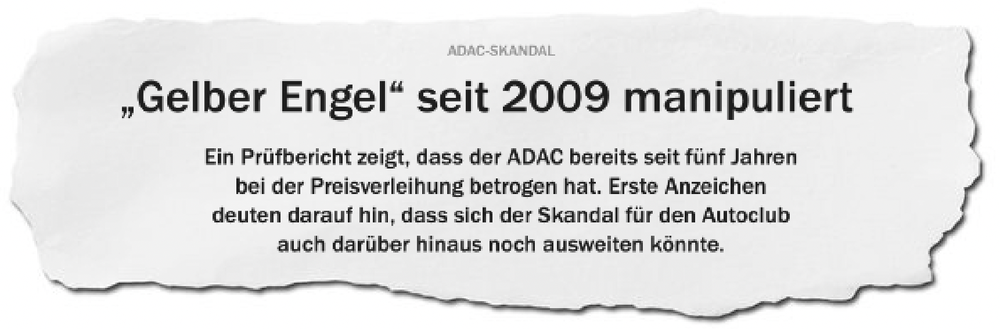 ADAC-SKANDAL
„Gelber Engel“ seit 2009 manipuliert
Ein Prüfbericht zeigt, dass der ADAC bereits seit fünf Jahren
bei der Preisverleihung betrogen hat. Erste Anzeichen
deuten darauf hin, dass sich der Skandal für den Autoclub
auch darüber hinaus noch ausweiten könnte.